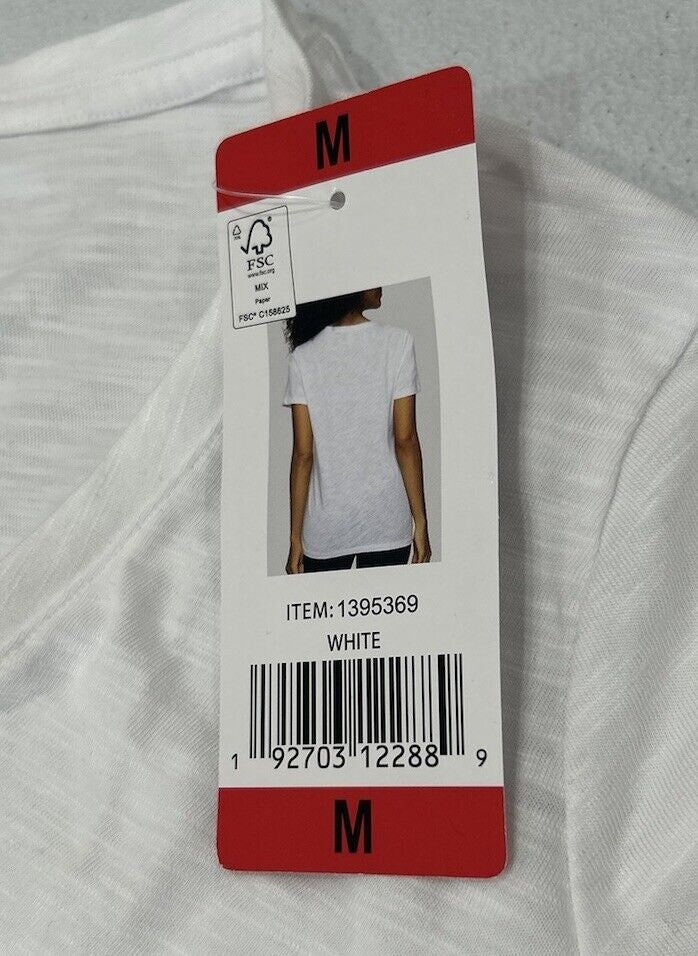 M
FSC®
www.fsc.org
MIX
Paper
FSC® C158625
ITEM: 1395369
WHITE
1 92703 12288 9
M